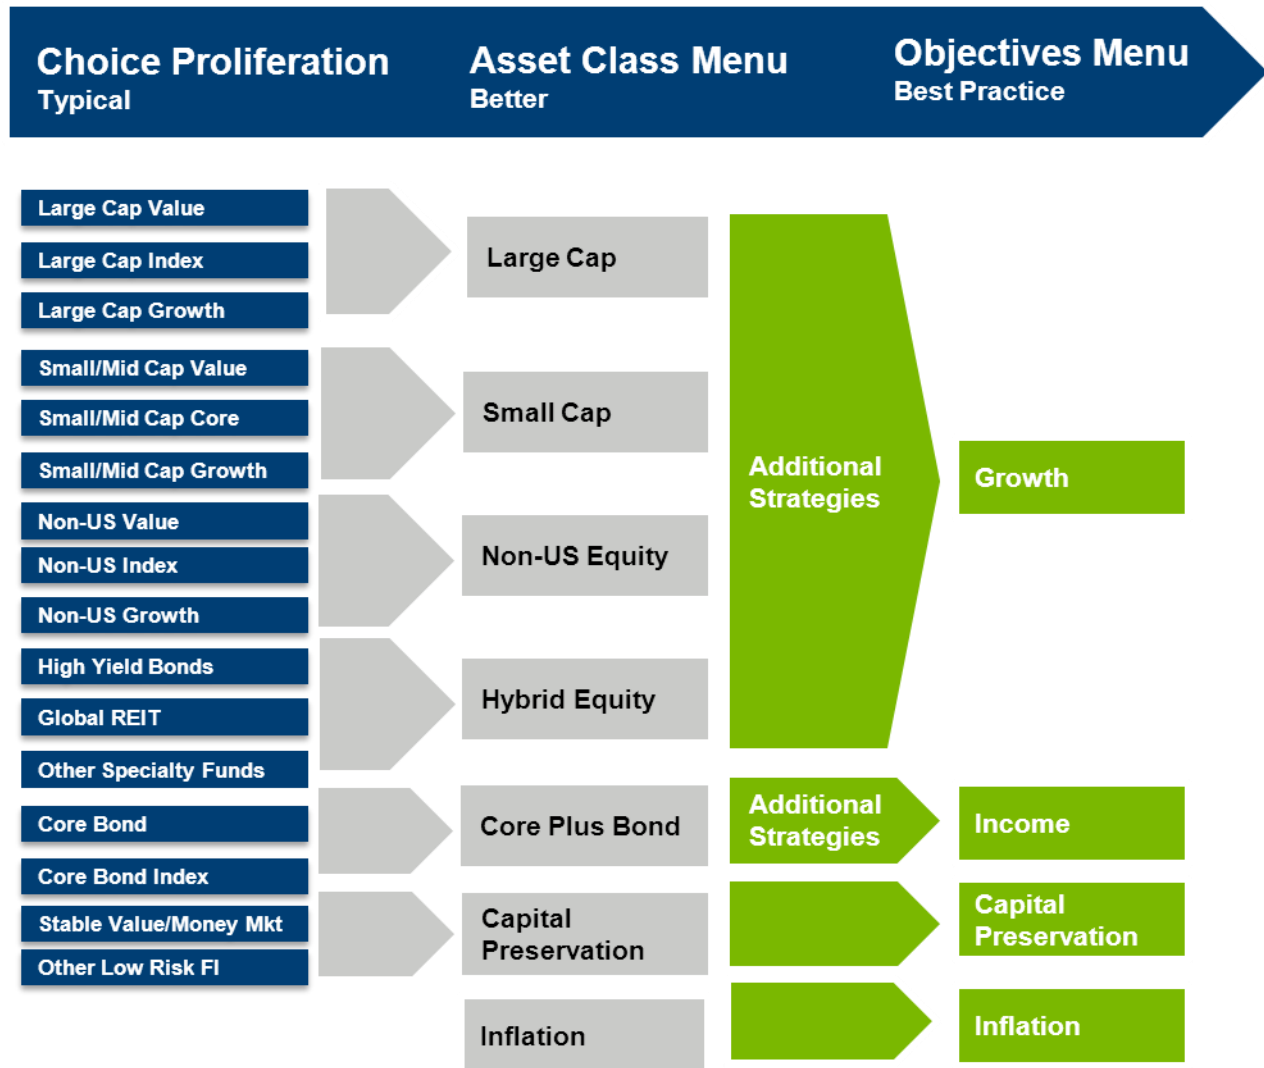 Choice Proliferation
Typical
Asset Class Menu
Better
Objectives Menu
Best Practice
Large Cap Value
Large Cap Index
Large Cap Growth
Small/Mid Cap Value
Small/Mid Cap Core
Small/Mid Cap Growth
Non-US Value
Non-US Index
Non-US Growth
High Yield Bonds
Global REIT
Other Specialty Funds
Core Bond
Core Bond Index
Stable Value/Money Mkt
Other Low Risk FI
Large Cap
Small Cap
Non-US Equity
Hybrid Equity
Core Plus Bond
Capital
Preservation
Inflation
Additional
Strategies
Additional
Strategies
Growth
Income
Capital
Preservation
Inflation